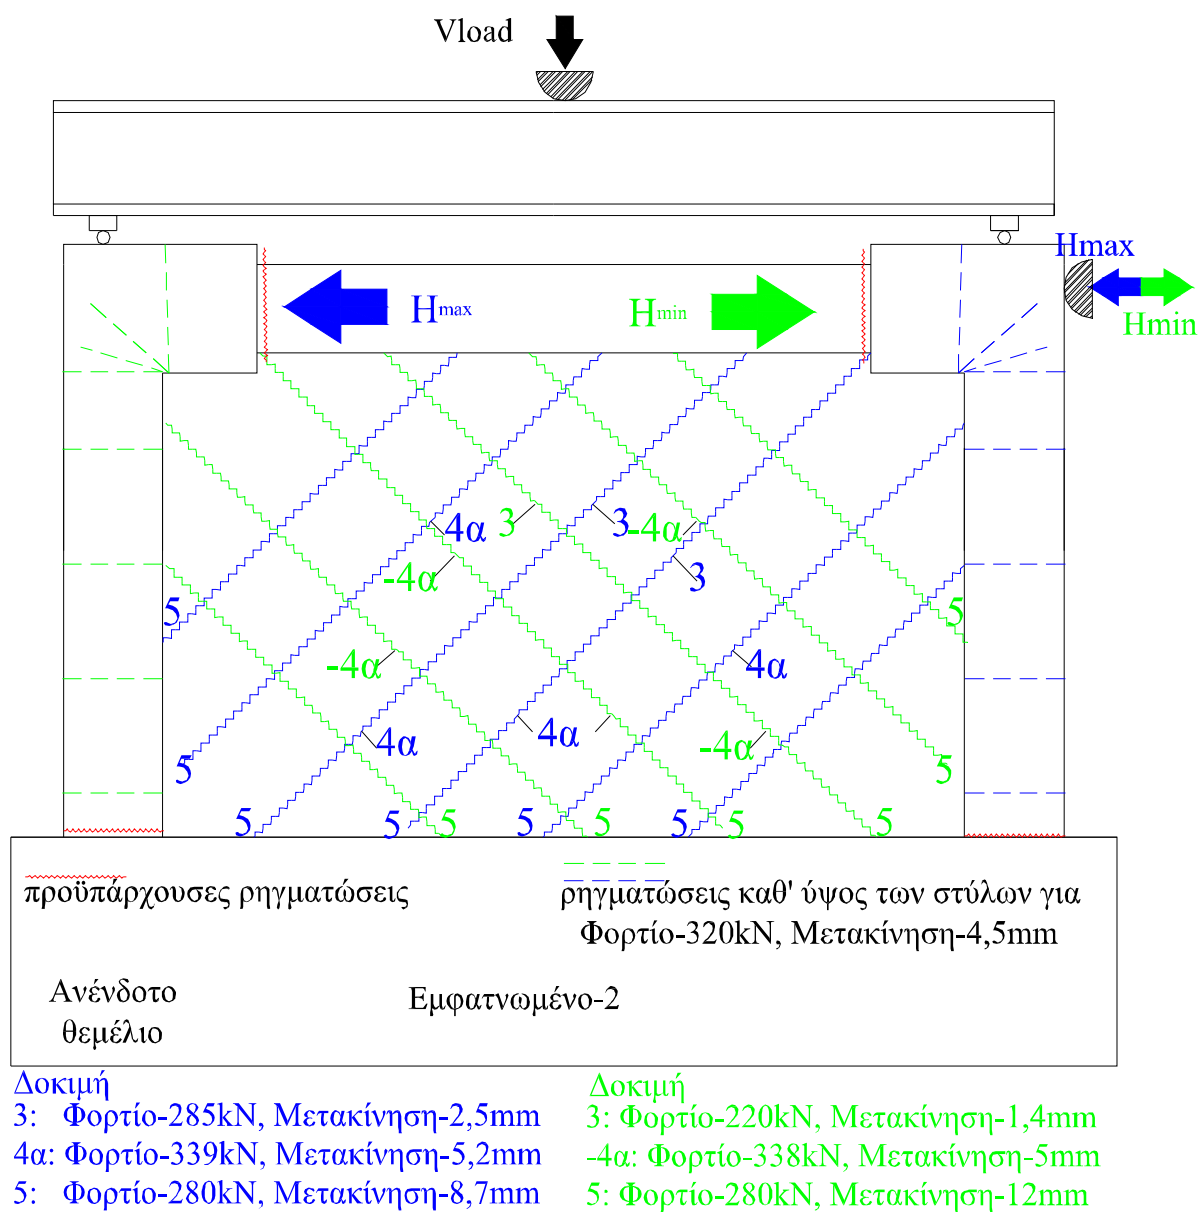 Vload
Hmax
Hmax
Hmin
Hmin
3
3
4α
-4α
-4α
3
5
5
-4α
4α
4α
4α
-4α
5
5
5
5
5
5
5
5
5
5
προϋπάρχουσες ρηγματώσεις
ρηγματώσεις καθ' ύψος των στύλων για
Φορτίο-320kN, Μετακίνηση-4,5mm
Ανένδοτο
θεμέλιο
Εμφατνωμένο-2
Δοκιμή
3: Φορτίο-285kN, Μετακίνηση-2,5mm
4α: Φορτίο-339kN, Μετακίνηση-5,2mm
5: Φορτίο-280kN, Μετακίνηση-8,7mm
Δοκιμή
3: Φορτίο-220kN, Μετακίνηση-1,4mm
-4α: Φορτίο-338kN, Μετακίνηση-5mm
5: Φορτίο-280kN, Μετακίνηση-12mm